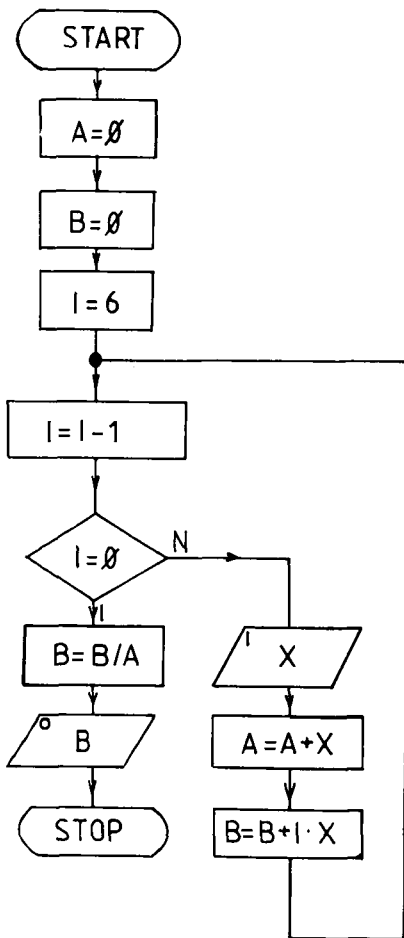 START
A=Ø
B=Ø
I=6
I=I-1
I=Ø
N
I
B=B/A
I X
O B
A=A+X
STOP
B=B+I·X